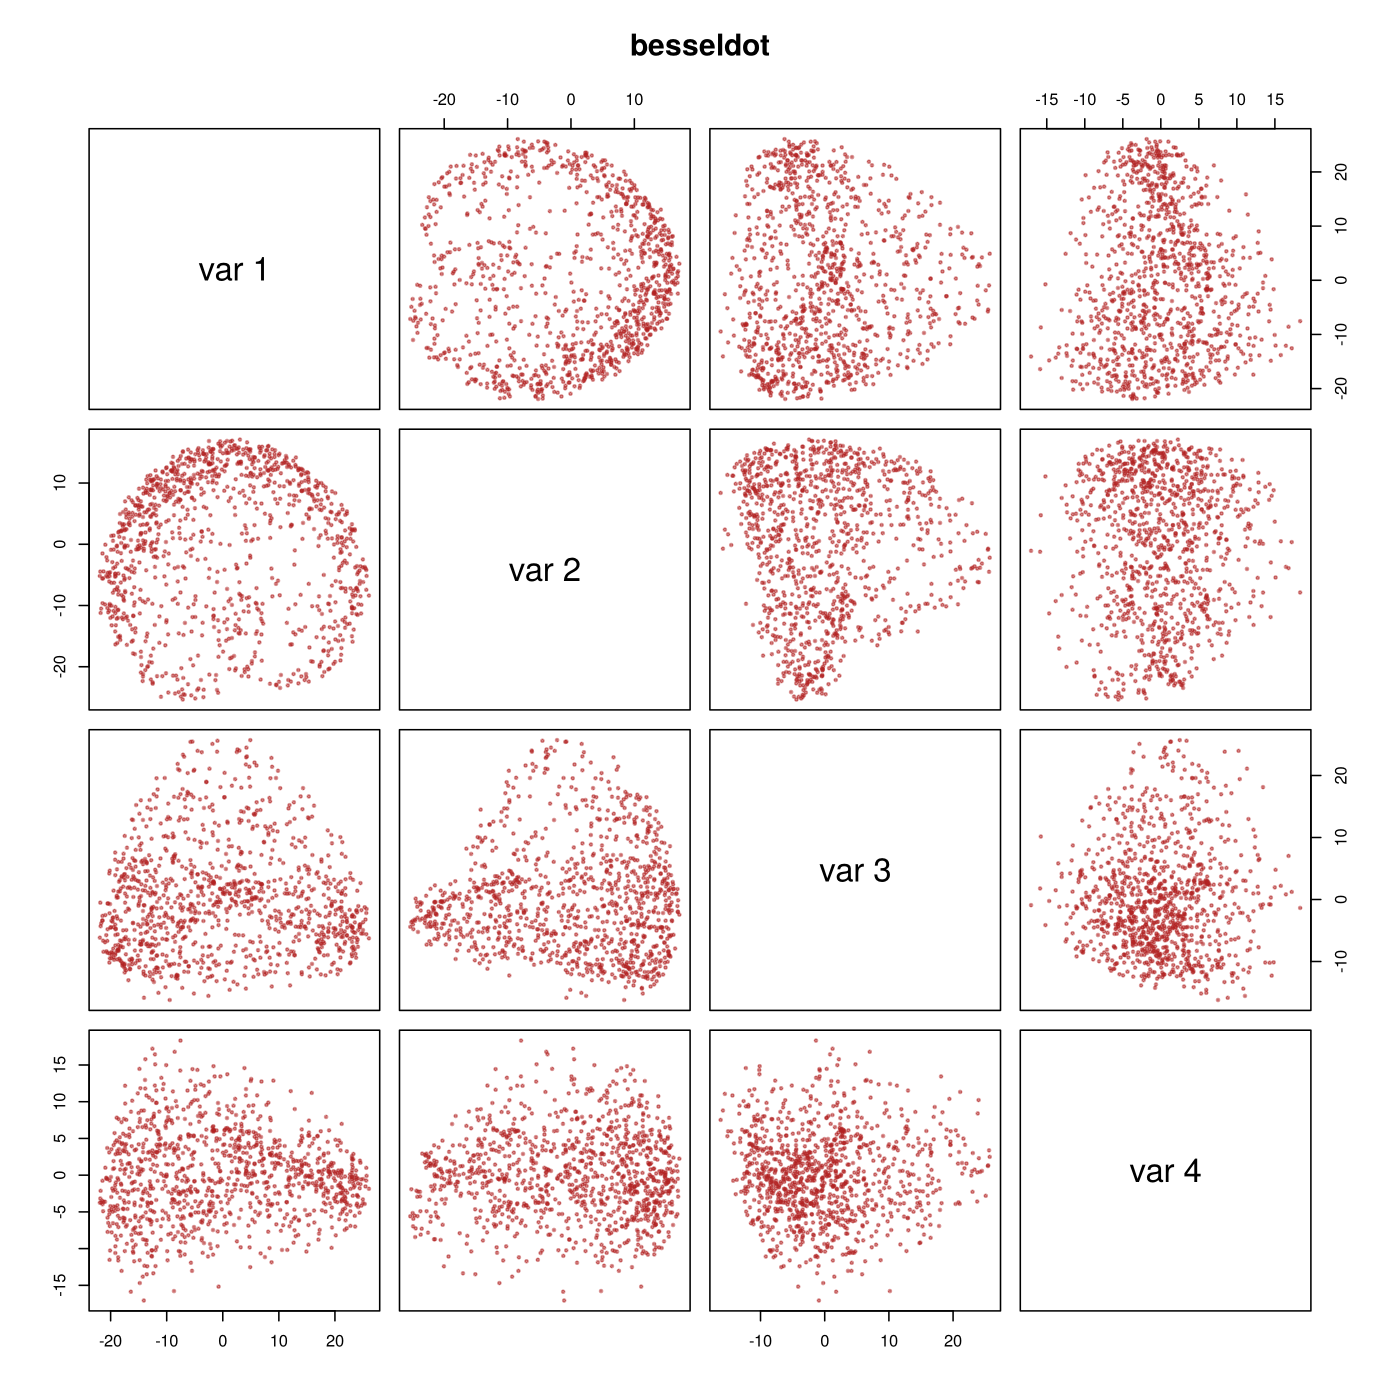 besseldot
-20 -10 0 10
-15 -10 -5 0 5 10 15
var 1
20 10 0 -10 -20
10 0 -10 -20
var 2
var 3
20 10 0 -10
15 10 5 0 -5 -15
var 4
-20 -10 0 10 20
-10 0 10 20